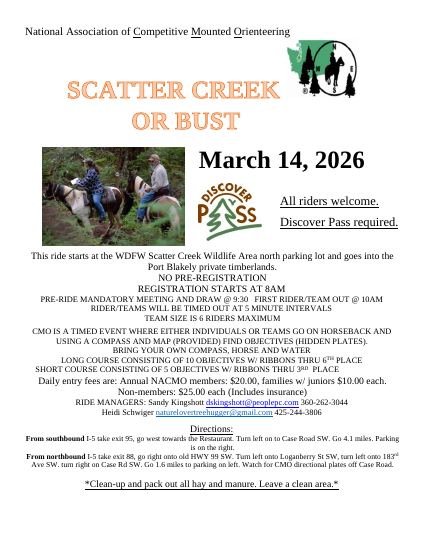 National Association of Competitive Mounted Orienteering
N
W E
S
SCATTER CREEK
OR BUST
March 14, 2026
DISCOVER
PASS
All riders welcome.
Discover Pass required.
This ride starts at the WDFW Scatter Creek Wildlife Area north parking lot and goes into the
Port Blakely private timberlands.
NO PRE-REGISTRATION
REGISTRATION STARTS AT 8AM
PRE-RIDE MANDATORY MEETING AND DRAW @ 9:30 FIRST RIDER/TEAM OUT @ 10AM
RIDER/TEAMS WILL BE TIMED OUT AT 5 MINUTE INTERVALS
TEAM SIZE IS 6 RIDERS MAXIMUM
CMO IS A TIMED EVENT WHERE EITHER INDIVIDUALS OR TEAMS GO ON HORSEBACK AND
USING A COMPASS AND MAP (PROVIDED) FIND OBJECTIVES (HIDDEN PLATES).
BRING YOUR OWN COMPASS, HORSE AND WATER
LONG COURSE CONSISTING OF 10 OBJECTIVES W/ RIBBONS THRU 6TH PLACE
SHORT COURSE CONSISTING OF 5 OBJECTIVES W/ RIBBONS THRU 3RD PLACE
Daily entry fees are: Annual NACMO members: $20.00, families w/ juniors $10.00 each.
Non-members: $25.00 each (Includes insurance)
RIDE MANAGERS: Sandy Kingshott dskingshott@peoplepc.com 360-262-3044
Heidi Schwiger naturelovertreehugger@gmail.com 425-244-3806
Directions:
From southbound I-5 take exit 95, go west towards the Restaurant. Turn left on to Case Road SW. Go 4.1 miles. Parking
is on the right.
From northbound I-5 take exit 88, go right onto old HWY 99 SW. Turn left onto Loganberry St SW, turn left onto 183rd
Ave SW. turn right on Case Rd SW. Go 1.6 miles to parking on left. Watch for CMO directional plates off Case Road.
*Clean-up and pack out all hay and manure. Leave a clean area.*